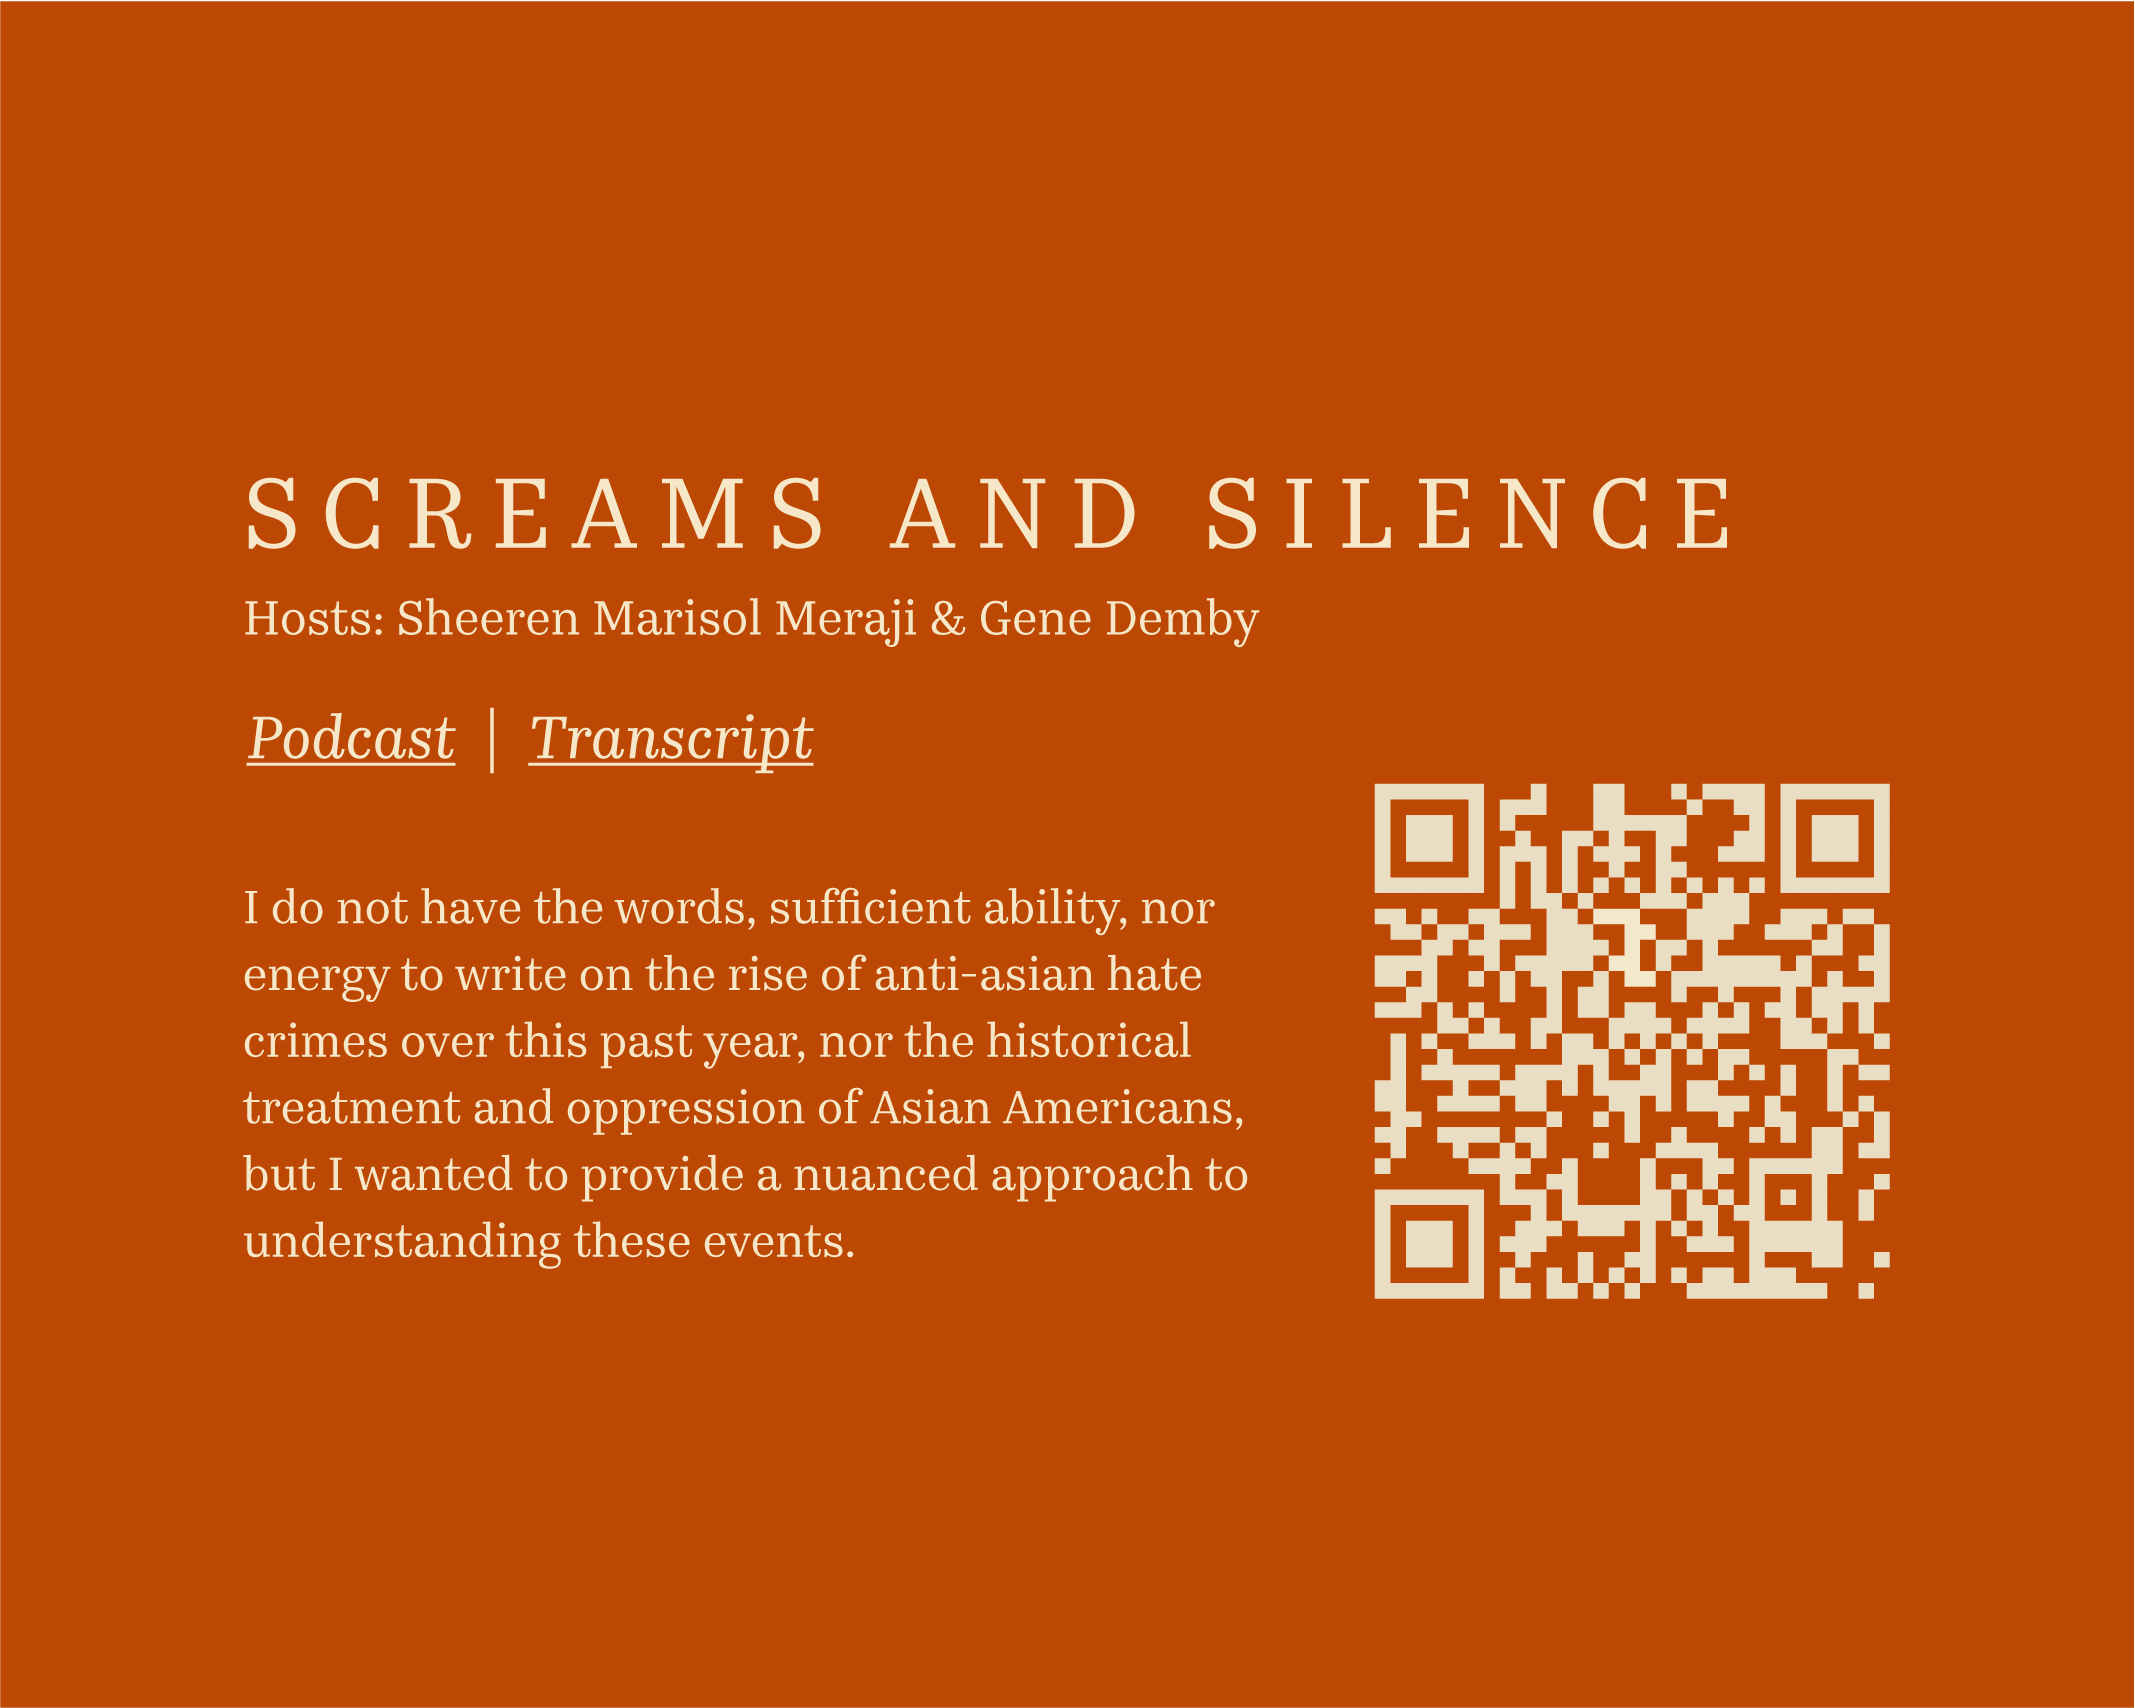 SCREAMS AND SILENCE
Hosts: Sheeren Marisol Meraji & Gene Demby
Podcast | Transcript
I do not have the words, sufficient ability, nor
energy to write on the rise of anti-asian hate
crimes over this past year, nor the historical
treatment and oppression of Asian Americans,
but I wanted to provide a nuanced approach to
understanding these events.